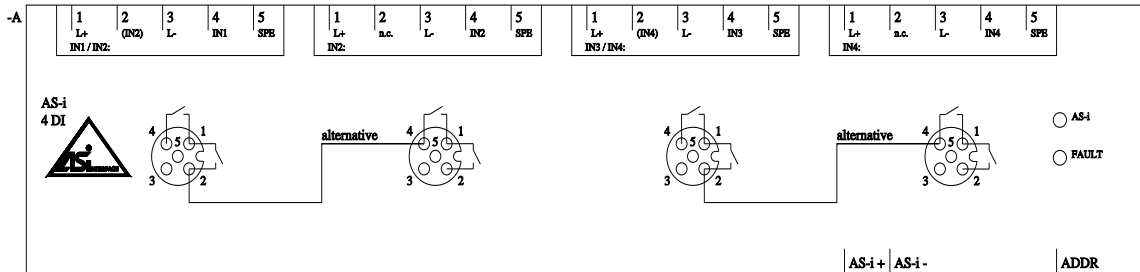 -A
1 2 3 4 5 1 2 3 4 5 1 2 3 4 5 1 2 3 4 5
L+ (IN2) L- IN1 SPE L+ n.c. L- IN2 SPE L+ (IN4) L- IN3 SPE L+ n.c. L- IN4 SPE
IN1 / IN2: IN2: IN3 / IN4: IN4:
AS-i
4 DI
ASi INTERFACE
4 1 5 3 2
alternative
4 1 5 3 2
4 1 5 3 2
alternative
4 1 5 3 2
AS-i
FAULT
AS-i + AS-i - ADDR